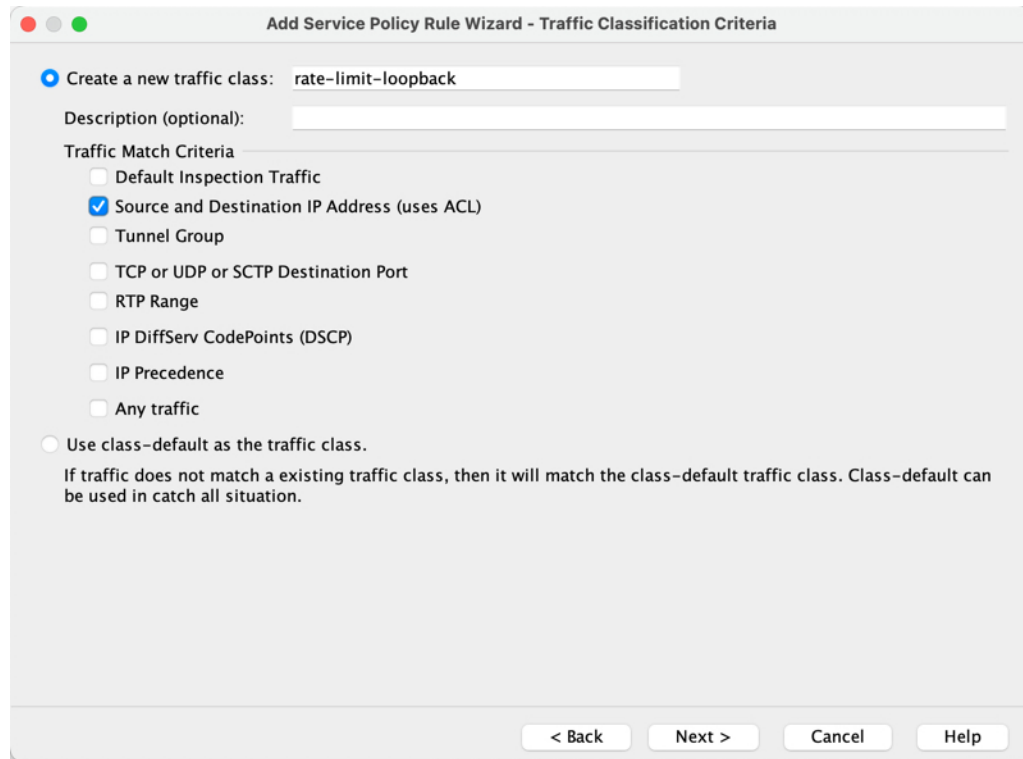 Add Service Policy Rule Wizard - Traffic Classification Criteria
Create a new traffic class: rate-limit-loopback
Description (optional):
Traffic Match Criteria
Default Inspection Traffic
Source and Destination IP Address (uses ACL)
Tunnel Group
TCP or UDP or SCTP Destination Port
RTP Range
IP DiffServ CodePoints (DSCP)
IP Precedence
Any traffic
Use class-default as the traffic class.
If traffic does not match a existing traffic class, then it will match the class-default traffic class. Class-default can
be used in catch all situation.
< Back Next > Cancel Help